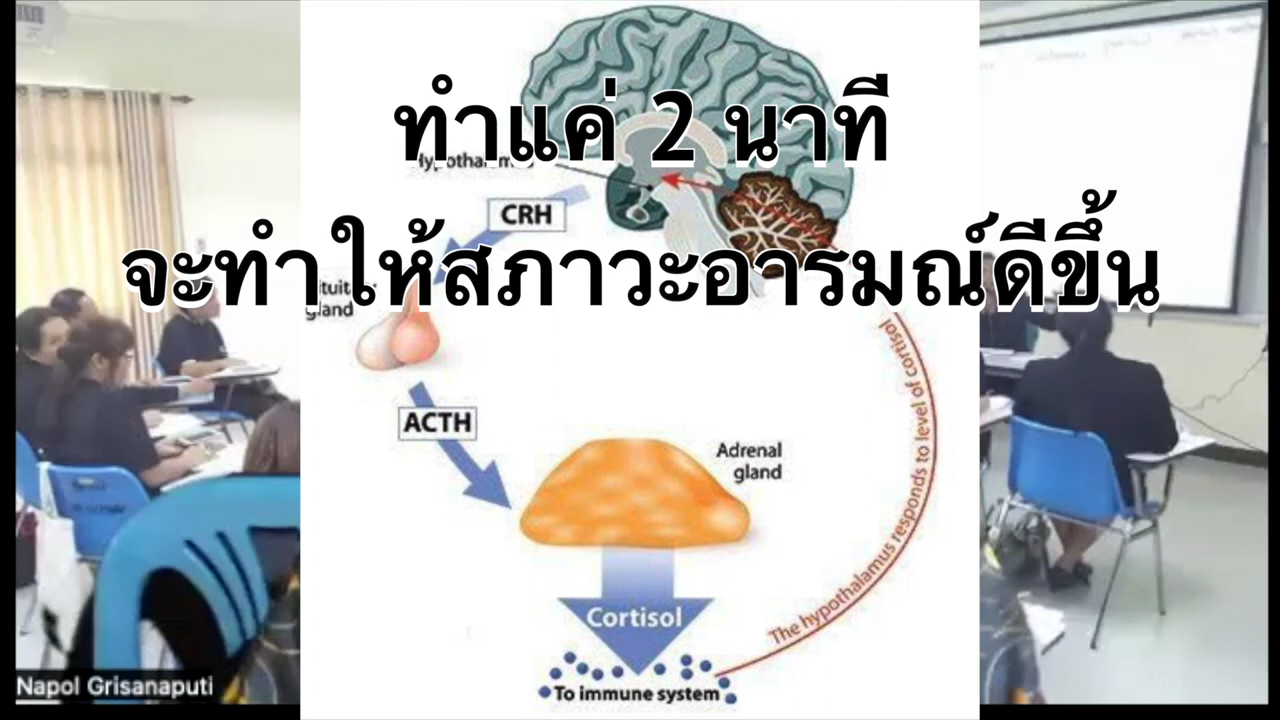 ทำแค่ 2 นาที
จะทำให้สภาวะอารมณ์ดีขึ้น
Hypothalamus
CRH
gland
ACTH
Adrenal
gland
Cortisol
To immune system
The hypothalamus responds to level of cortisol
Napol Grisanaputi